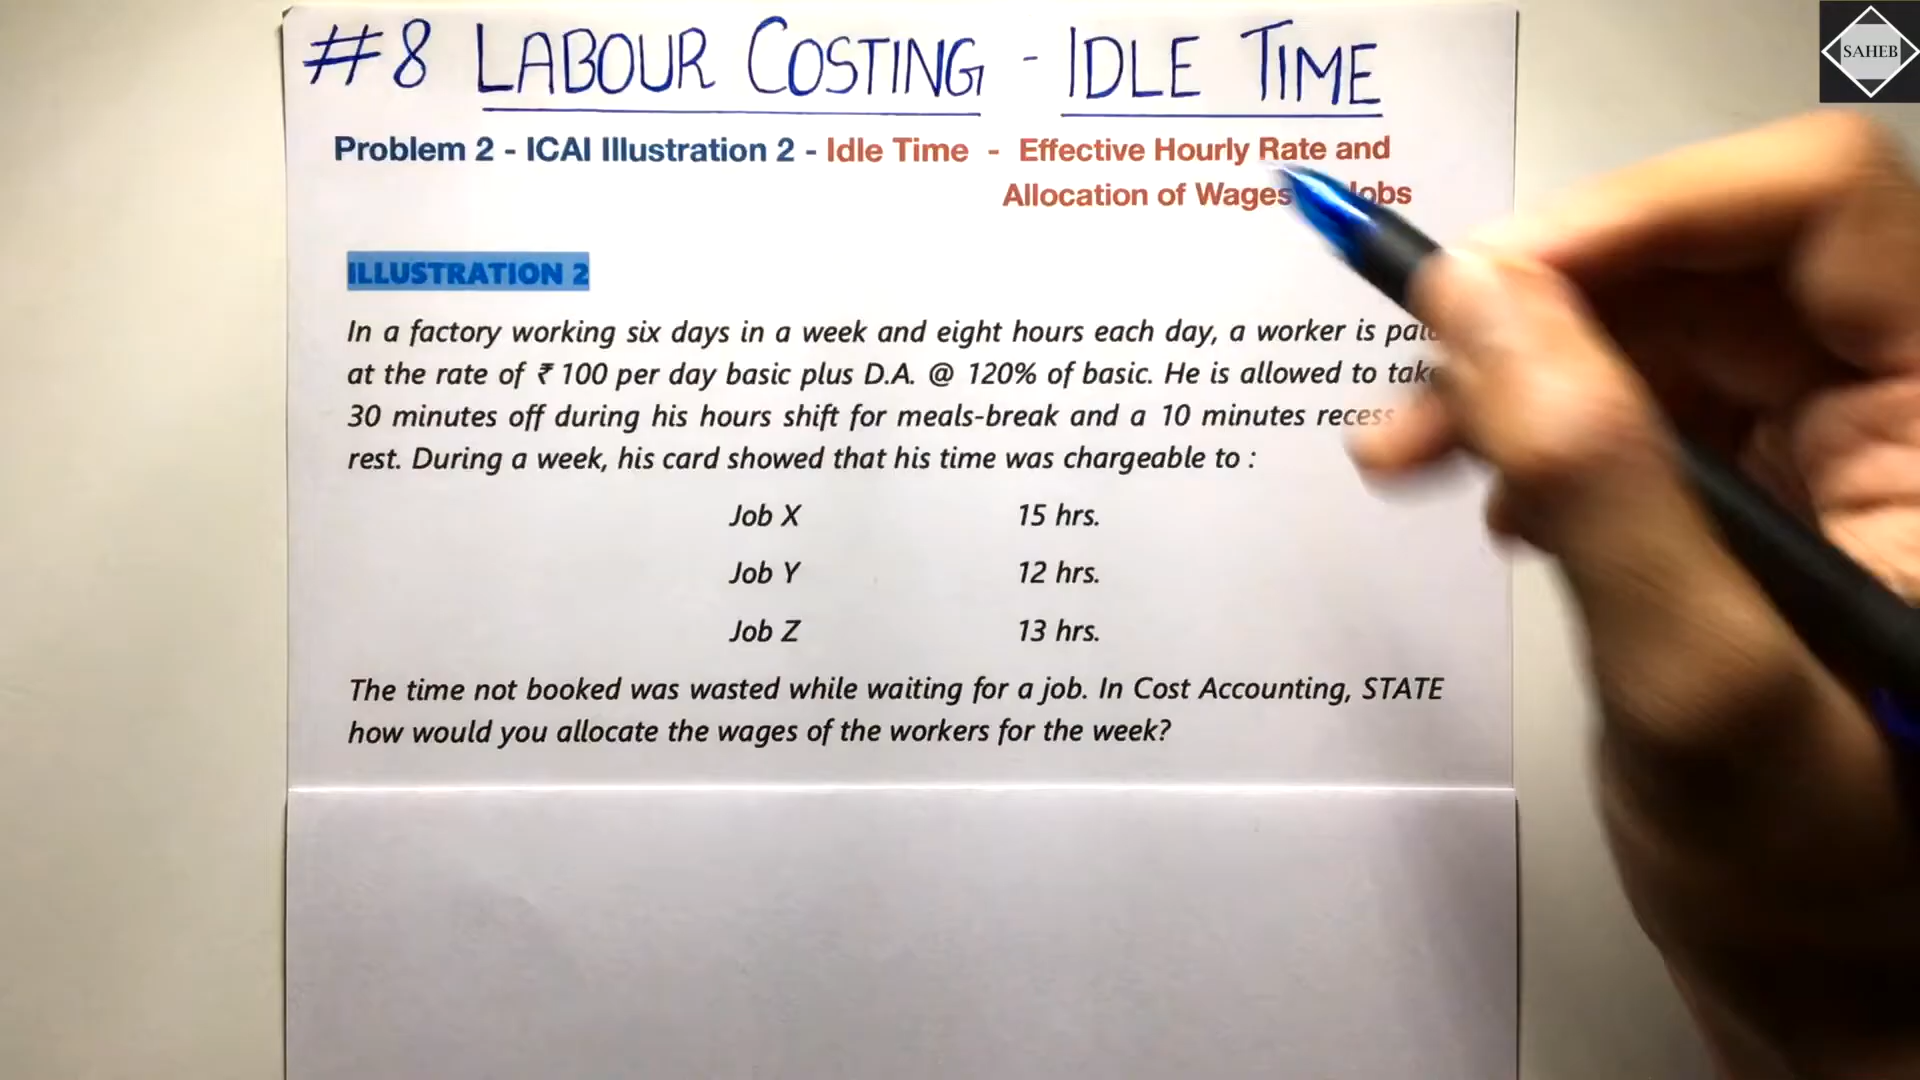 #8 LABOUR COSTING - IDLE TIME
SAHEB
Problem 2 - ICAI Illustration 2 - Idle Time - Effective Hourly Rate and
Allocation of Wages Jobs
ILLUSTRATION 2
In a factory working six days in a week and eight hours each day, a worker is
at the rate of ₹ 100 per day basic plus D.A. @ 120% of basic. He is allowed to
30 minutes off during his hours shift for meals-break and a 10 minutes recess
rest. During a week, his card showed that his time was chargeable to :
Job X 15 hrs.
Job Y 12 hrs.
Job Z 13 hrs.
The time not booked was wasted while waiting for a job. In Cost Accounting, STATE
how would you allocate the wages of the workers for the week?